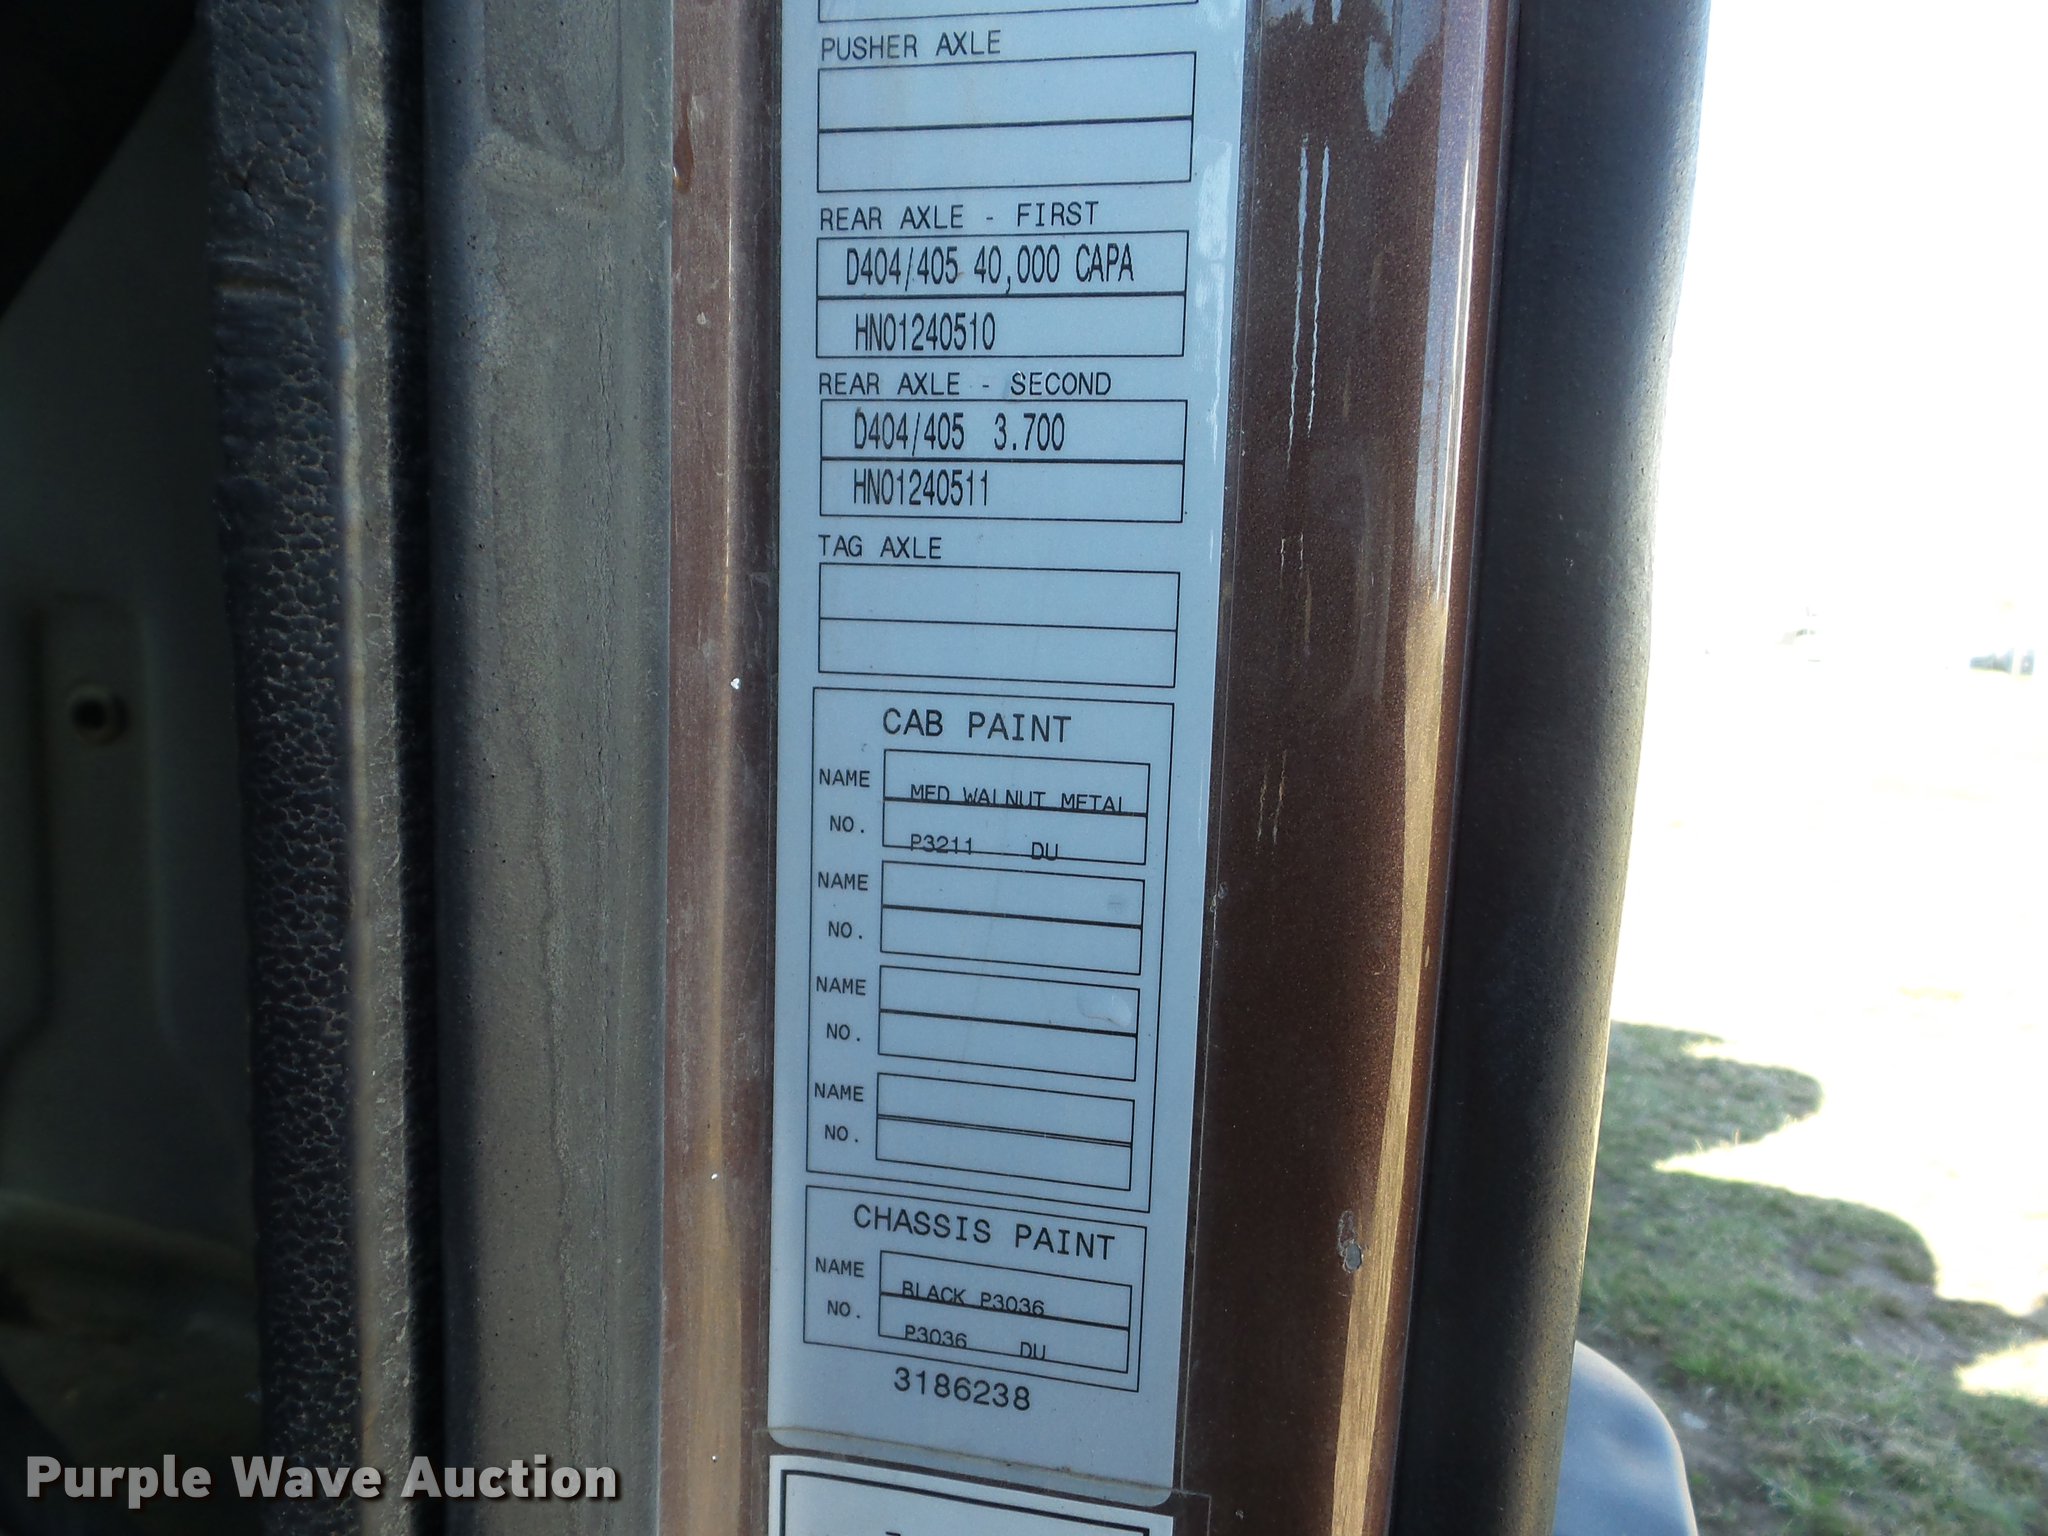 PUSHER AXLE
REAR AXLE - FIRST
D404/405 40,000 CAPA
HN01240510
REAR AXLE - SECOND
D404/405 3.700
HN01240511
TAG AXLE
CAB PAINT
NAME MED WALNUT METAL
NO. P3211 DU
NAME
NO.
NAME
NO.
NAME
NO.
CHASSIS PAINT
NAME BLACK P3036
NO. P3036 DU
3186238
Purple Wave Auction